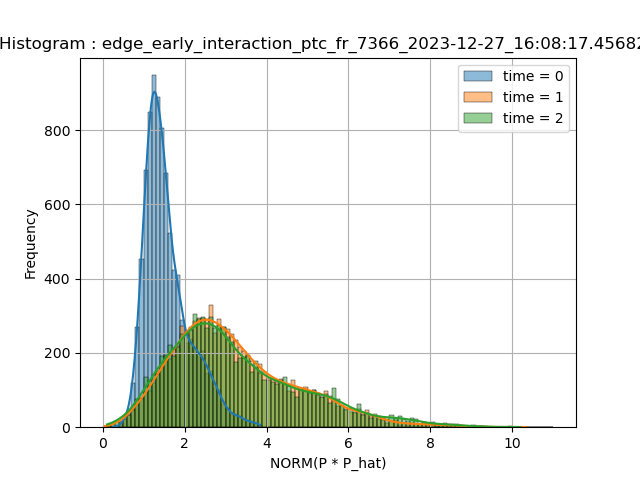 Histogram : edge_early_interaction_ptc_fr_7366_2023-12-27_16:08:17.45682
time = 0
time = 1
time = 2
Frequency
800
600
400
200
0
0 2 4 6 8 10
NORM(P * P_hat)